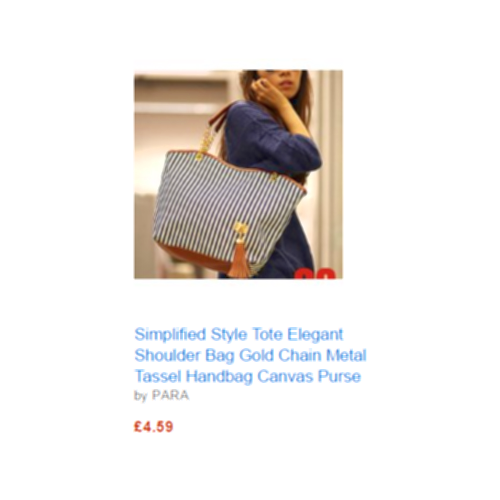 Simplified Style Tote Elegant
Shoulder Bag Gold Chain Metal
Tassel Handbag Canvas Purse
by PARA
£4.59